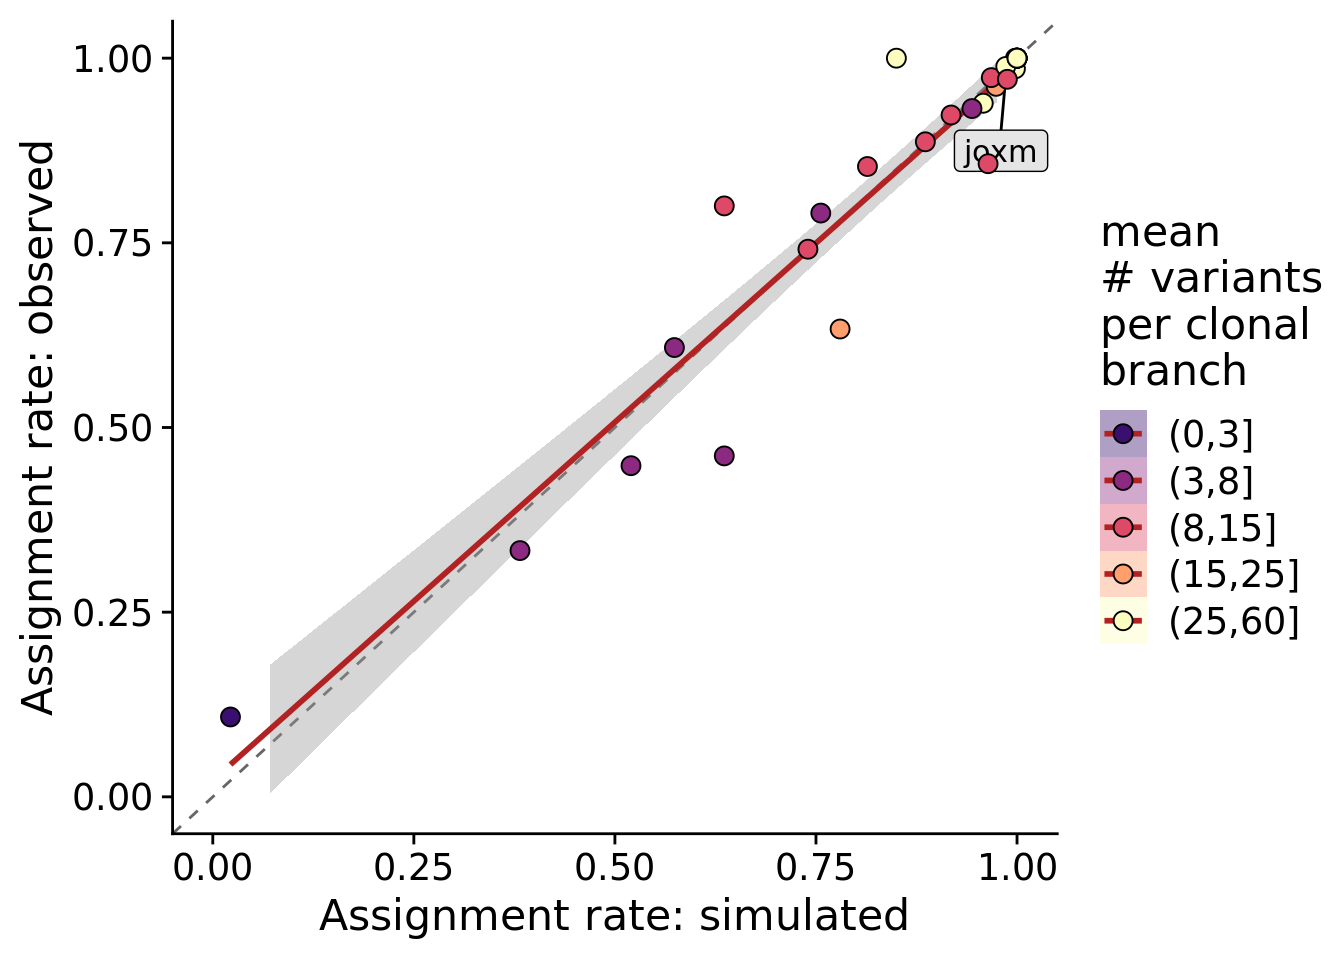 1.00
0.75
0.50
0.25
0.00
Assignment rate: observed
0.00 0.25 0.50 0.75 1.00
Assignment rate: simulated
joxm
mean
# variants
per clonal
branch
(0,3]
(3,8]
(8,15]
(15,25]
(25,60]